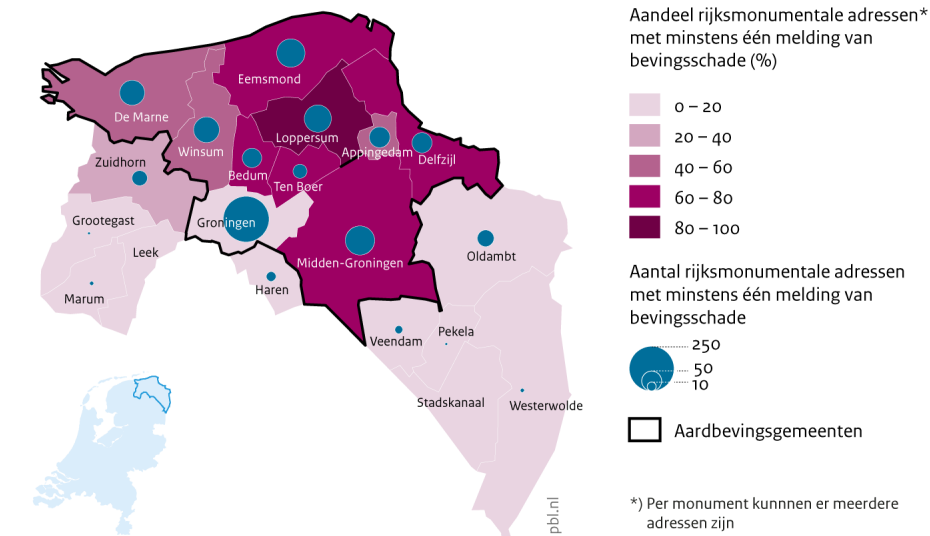 Aandeel rijksmonumentale adressen*
met minstens één melding van
bevingsschade (%)
0 – 20
20 – 40
40 – 60
60 – 80
80 – 100
Aantal rijksmonumentale adressen
met minstens één melding van
bevingsschade
250
50
10
Aardbevingsgemeenten
*) Per monument kunnnen er meerdere
adressen zijn
Eemsmond
De Marne
Loppersum
Winsum
Appingedam
Delfzijl
Zuidhorn
Bedum
Ten Boer
Grootegast
Groningen
Leek
Oldambt
Midden-Groningen
Marum
Haren
Veendam
Pekela
Stadskanaal
Westerwolde
pbl.nl